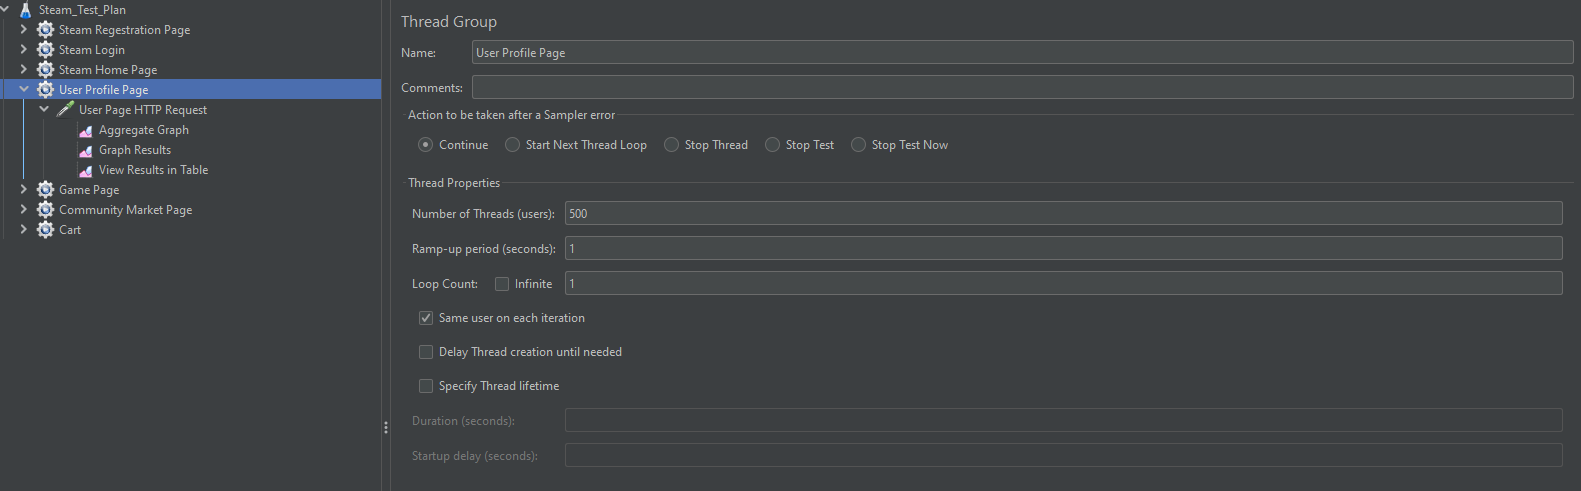 Steam_Test_Plan
Steam Regestration Page
Steam Login
Steam Home Page
User Profile Page
User Page HTTP Request
Aggregate Graph
Graph Results
View Results in Table
Game Page
Community Market Page
Cart
Thread Group
Name: User Profile Page
Comments:
Action to be taken after a Sampler error
Continue Start Next Thread Loop Stop Thread Stop Test Stop Test Now
Thread Properties
Number of Threads (users): 500
Ramp-up period (seconds): 1
Loop Count: Infinite 1
Same user on each iteration
Delay Thread creation until needed
Specify Thread lifetime
Duration (seconds):
Startup delay (seconds):